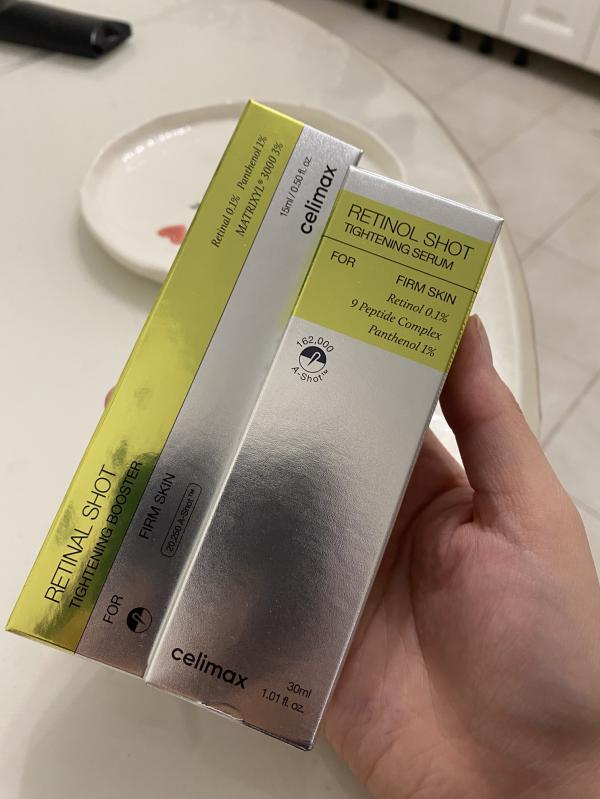 Retinal 0.1% Panthenol 1%
MATRIXYL® 3000 3%
15ml / 0.50 fl. oz.
celimax
RETINAL SHOT
TIGHTENING BOOSTER
FOR
FIRM SKIN
20,250 A-Shot™
RETINOL SHOT
TIGHTENING SERUM
FOR
FIRM SKIN
Retinol 0.1%
9 Peptide Complex
Panthenol 1%
162,000
A-Shot™
celimax
30ml
1.01 fl. oz.